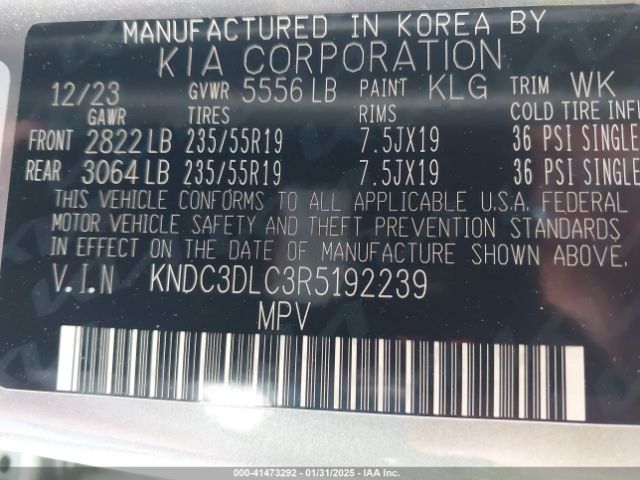 MANUFACTURED IN KOREA BY
KIA CORPORATION
12/23 GVWR 5556 LB PAINT KLG TRIM WK
GAWR TIRES RIMS COLD TIRE INFL
FRONT 2822 LB 235/55R19 7.5JX19 36 PSI SINGLE
REAR 3064 LB 235/55R19 7.5JX19 36 PSI SINGLE
THIS VEHICLE CONFORMS TO ALL APPLICABLE U.S.A. FEDERAL
MOTOR VEHICLE SAFETY AND THEFT PREVENTION STANDARDS
IN EFFECT ON THE DATE OF MANUFACTURE SHOWN ABOVE.
V.I.N KNDC3DLC3R5192239
MPV
000-41473292 - 01/31/2025 - IAA Inc.